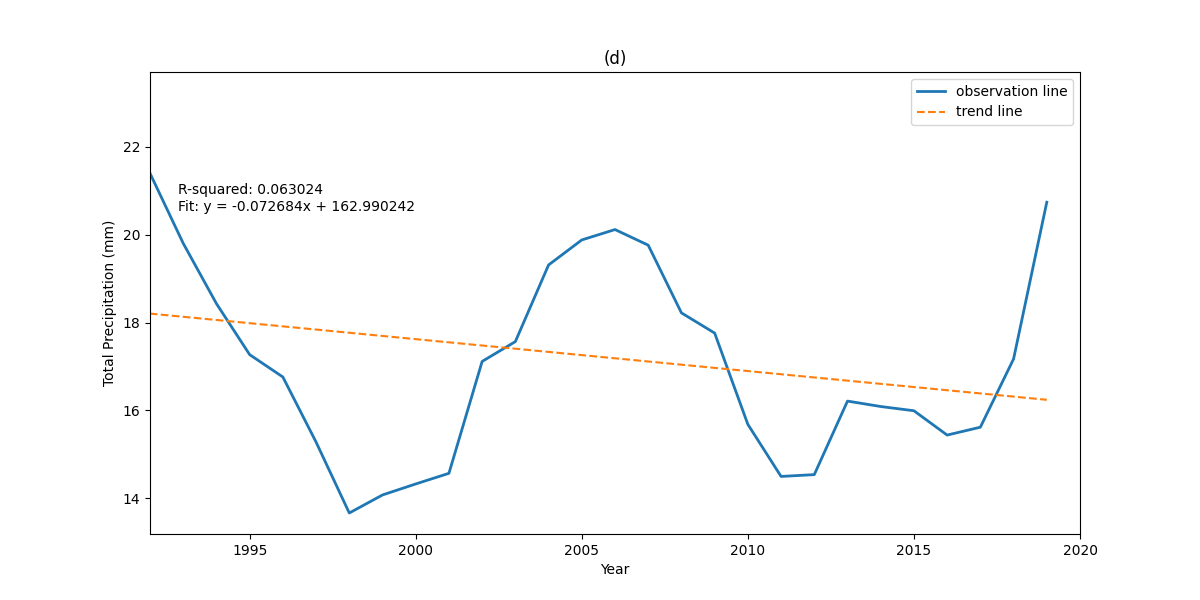 (d)
observation line
trend line
R-squared: 0.063024
Fit: y = -0.072684x + 162.990242
Total Precipitation (mm)
22
20
18
16
14
1995 2000 2005 2010 2015 2020
Year